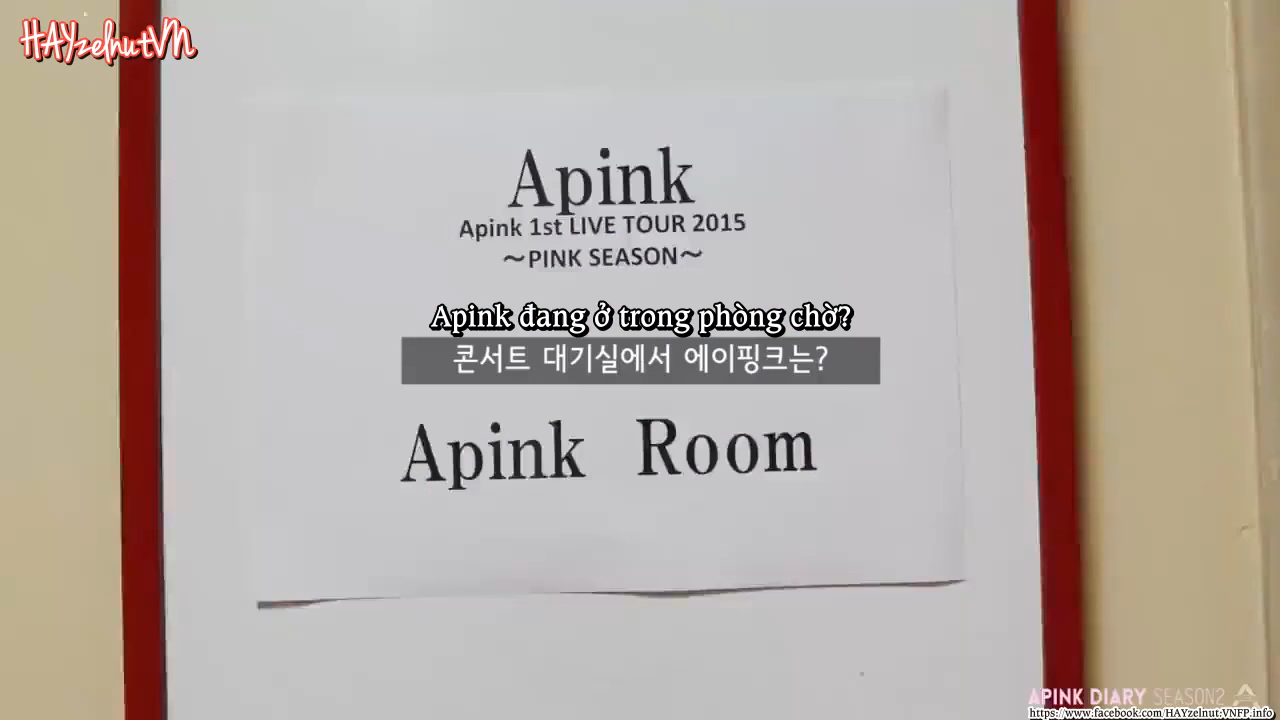 HAYzelnutVN
Apink
Apink 1st LIVE TOUR 2015
～PINK SEASON～
Apink đang ở trong phòng chờ?
콘서트 대기실에서 에이핑크는?
Apink Room
APINK DIARY SEASON2
https://www.facebook.com/HAYzelnut.VNFP.info